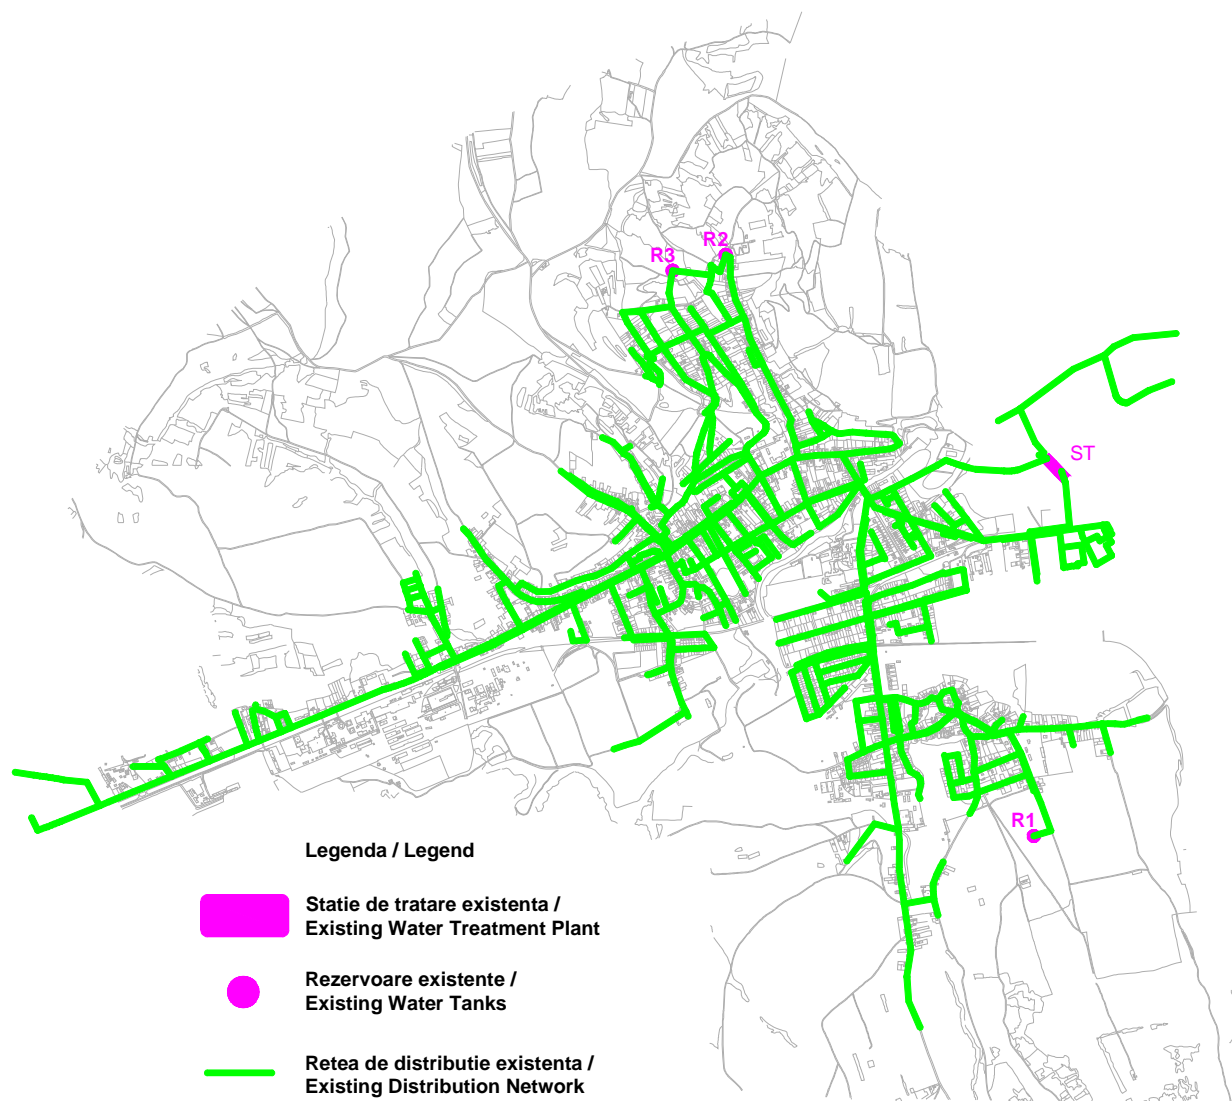 R2
R3
ST
R1
Legenda / Legend
Statie de tratare existenta /
Existing Water Treatment Plant
Rezervoare existente /
Existing Water Tanks
Retea de distributie existenta /
Existing Distribution Network